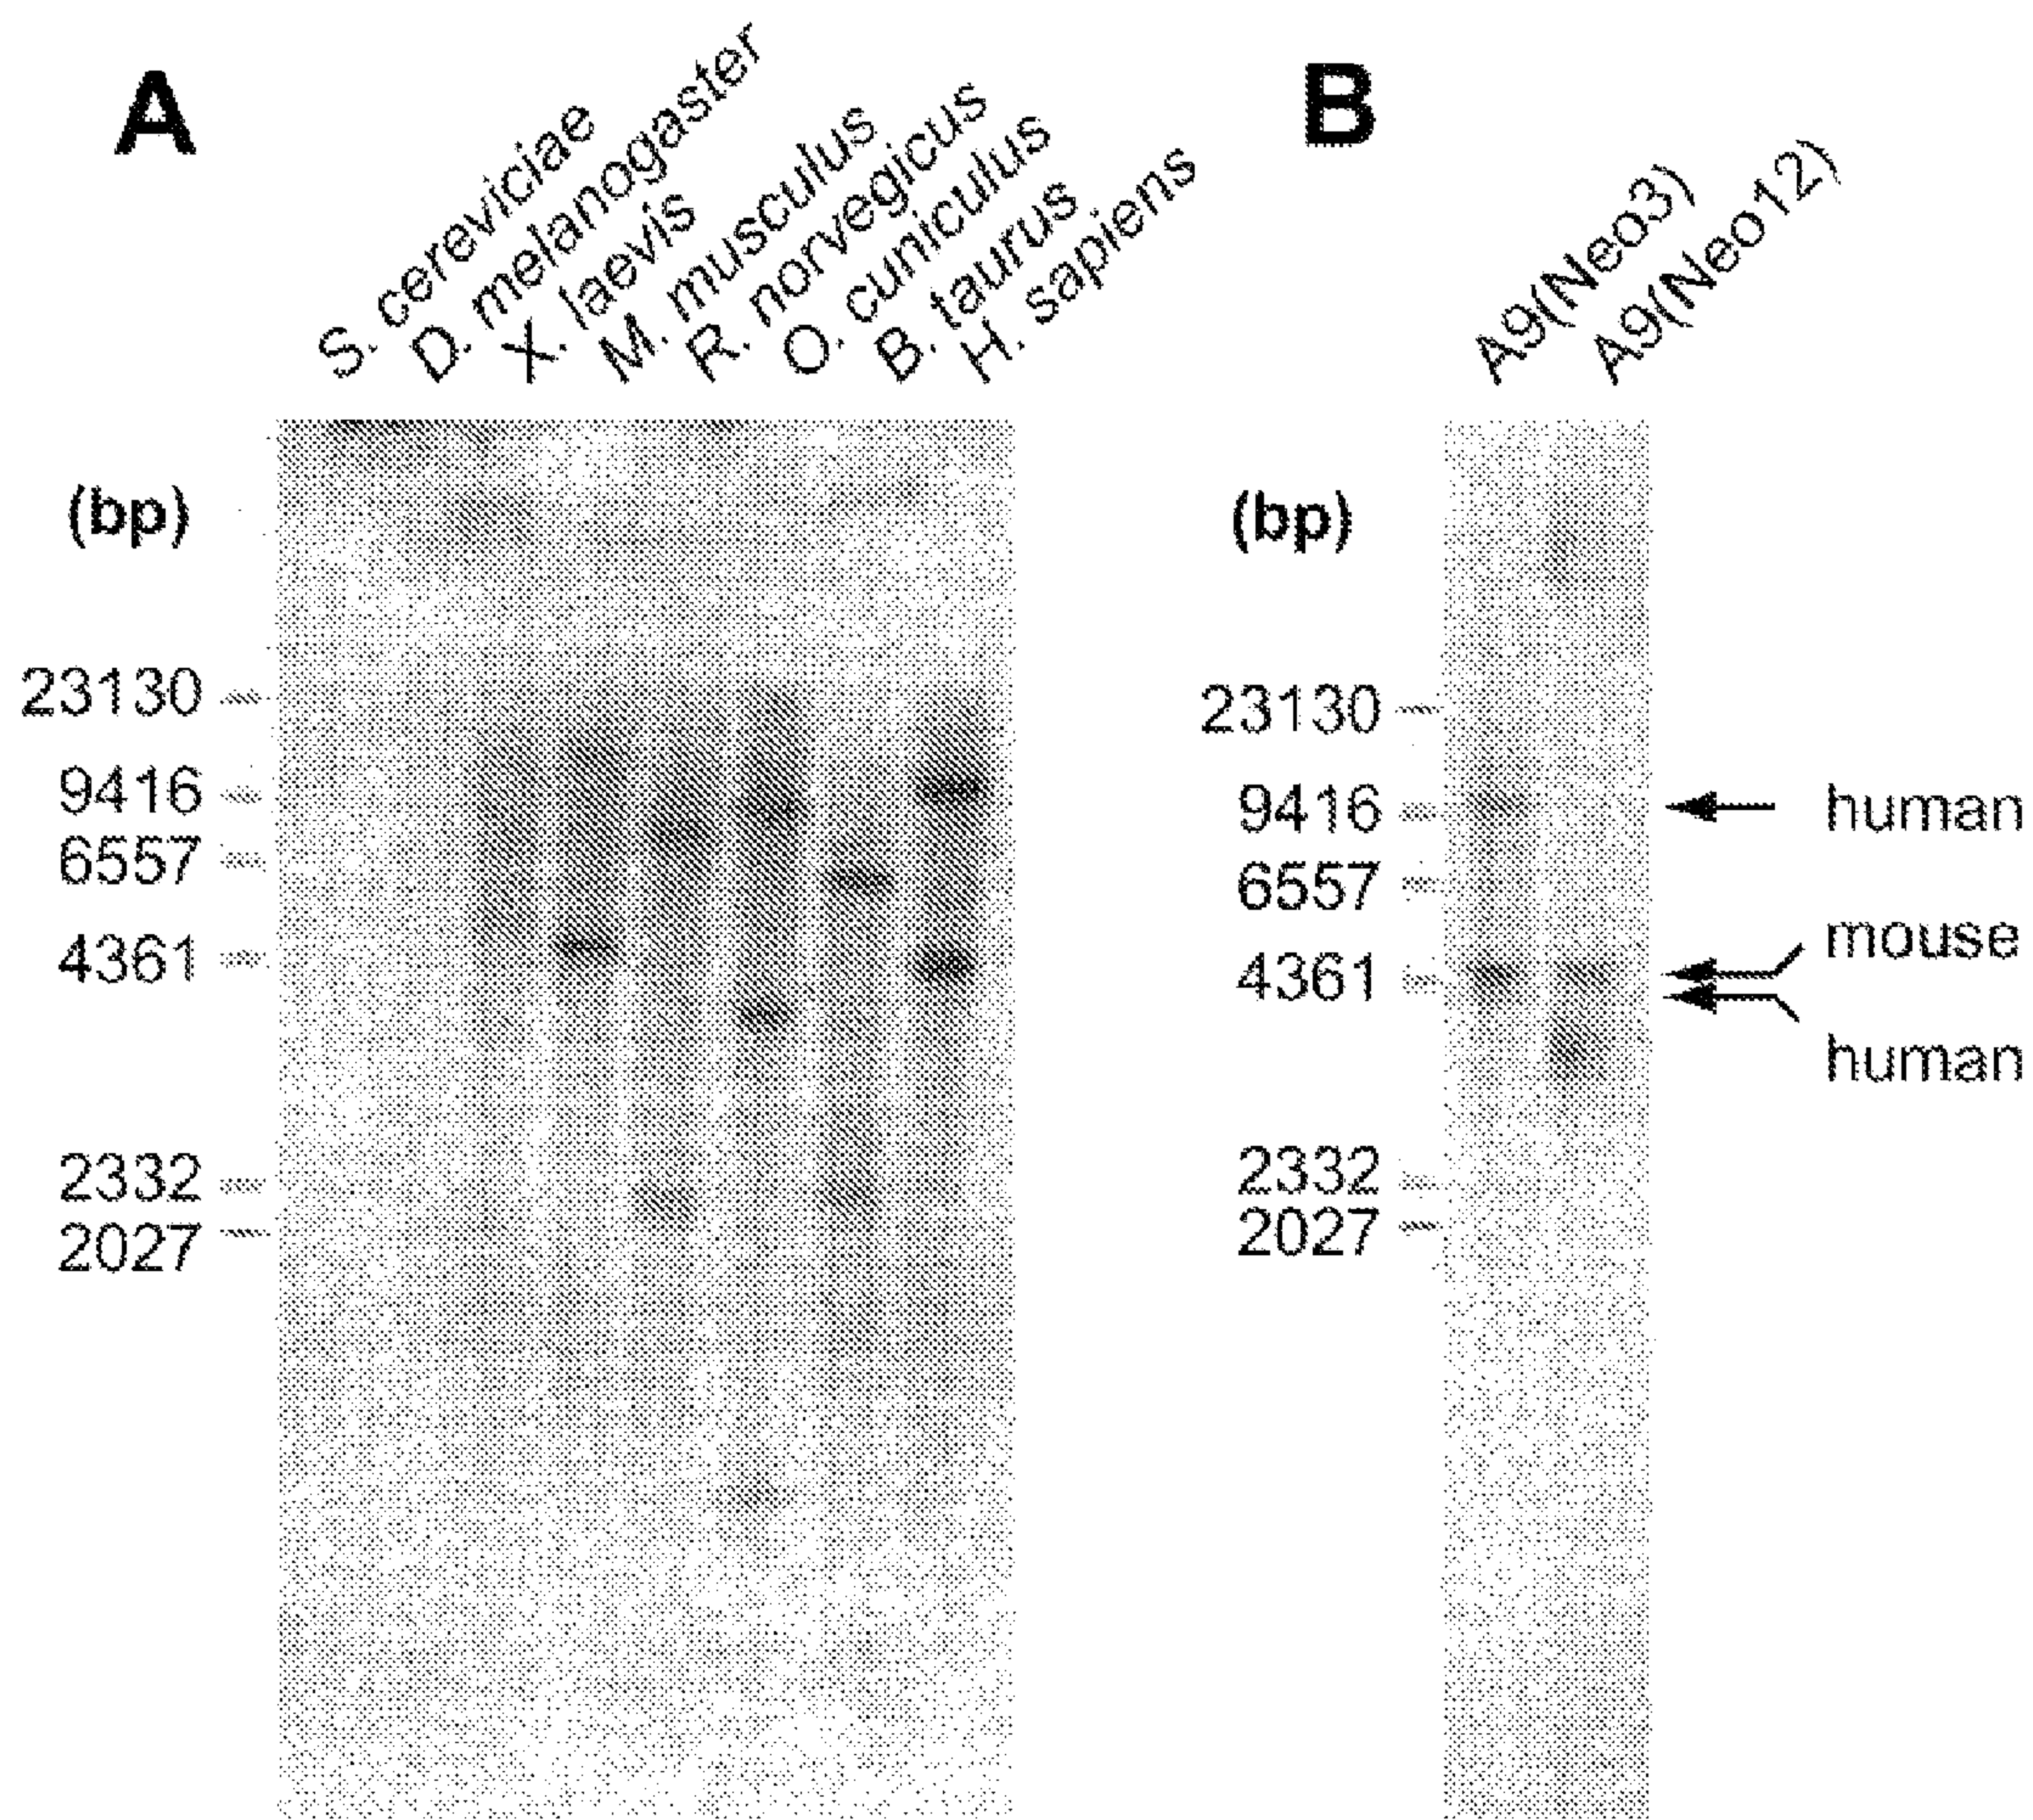 A
S. cereviciae
D. melanogaster
X. laevis
M. musculus
R. norvegicus
O. cuniculus
B. taurus
H. sapiens
(bp)
23130
9416
6557
4361
2332
2027
B
A9(Neo3)
A9(Neo12)
(bp)
23130
9416
6557
4361
2332
2027
human
mouse
human